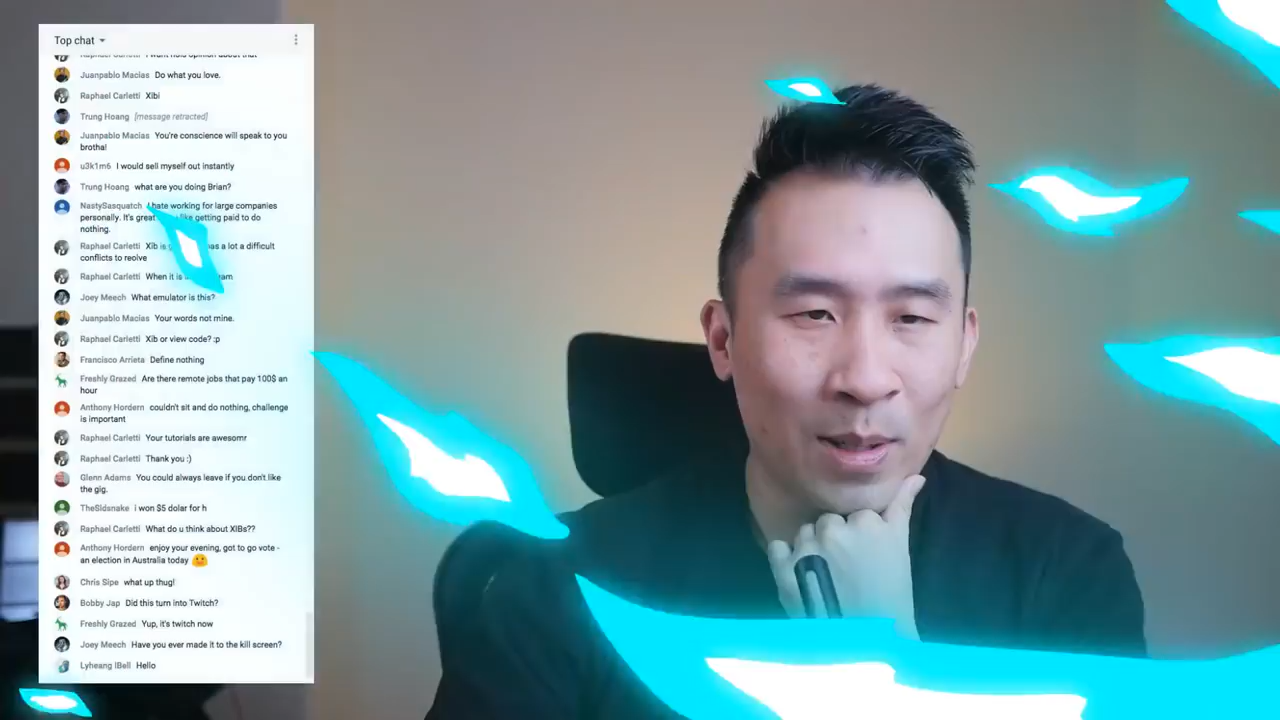 Top chat
Raphael Carletti I want hold opinion about that
Juanpablo Macias Do what you love.
Raphael Carletti XIbi
Trung Hoang [message retracted]
Juanpablo Macias You're conscience will speak to you
brotha!
u3k1m6 I would sell myself out instantly
Trung Hoang what are you doing Brian?
NastySasquatch I hate working for large companies
personally. It's great like getting paid to do
nothing.
Raphael Carletti Xib is as a lot a difficult
conflicts to reolve
Raphael Carletti When it is
Joey Meech What emulator is this?
Juanpablo Macias Your words not mine.
Raphael Carletti Xib or view code? :p
Francisco Arrieta Define nothing
Freshly Grazed Are there remote jobs that pay 100$ an
hour
Anthony Hordern couldn't sit and do nothing, challenge
is important
Raphael Carletti Your tutorials are awesomr
Raphael Carletti Thank you :)
Glenn Adams You could always leave if you don't like
the gig.
TheSldsnake i won $5 dolar for h
Raphael Carletti What do u think about XIBs??
Anthony Hordern enjoy your evening, got to go vote -
an election in Australia today
Chris Sipe what up thug!
Bobby Jap Did this turn into Twitch?
Freshly Grazed Yup, it's twitch now
Joey Meech Have you ever made it to the kill screen?
Lyheang IBell Hello